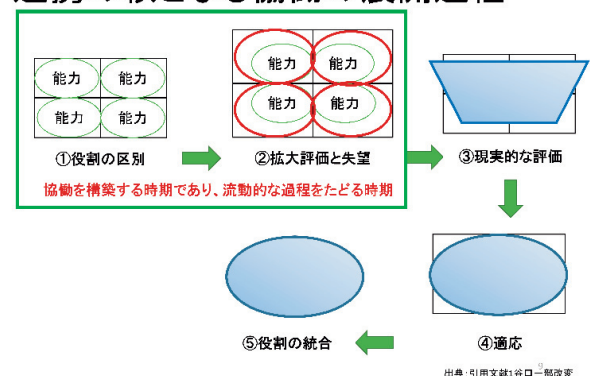 能力 能力 能力 能力
能力 能力 能力 能力
①役割の区別
②拡大評価と失望
③現実的な評価
協働を構築する時期であり、流動的な過程をたどる時期
⑤役割の統合
④適応
9
出典：引用文献1谷口一部改変